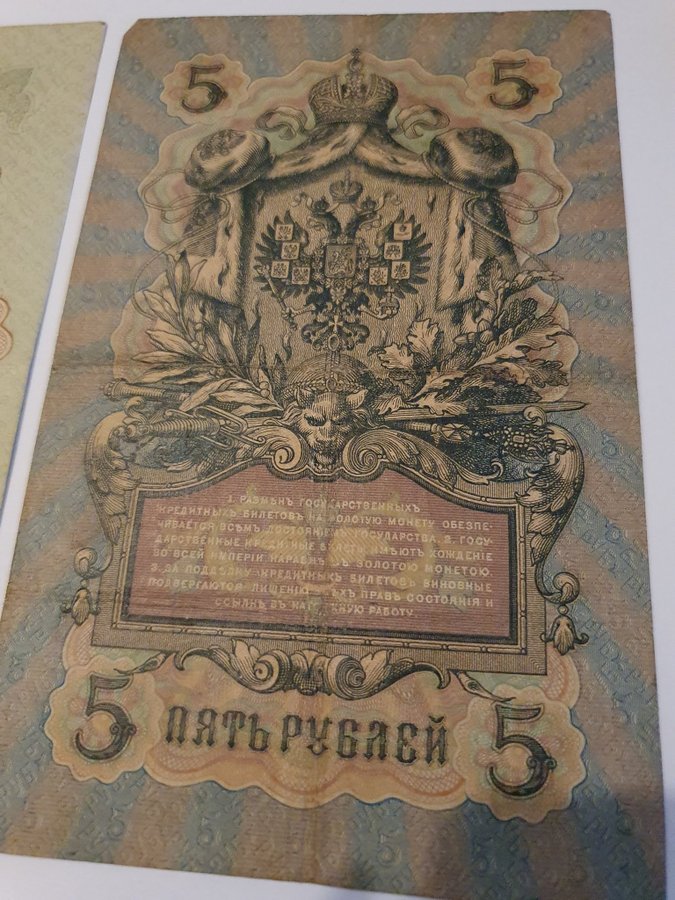 5 5
1. РАЗМѢНЪ ГОСУДАРСТВЕННЫХЪ
КРЕДИТНЫХЪ БИЛЕТОВЪ НА ЗОЛОТУЮ МОНЕТУ ОБЕЗПЕ-
ЧИВАЕТСЯ ВСѢМЪ ДОСТОЯНІЕМЪ ГОСУДАРСТВА. 2. ГОСУ-
ДАРСТВЕННЫЕ КРЕДИТНЫЕ БИЛЕТЫ ИМѢЮТЪ ХОЖДЕНІЕ
ВО ВСЕЙ ИМПЕРІИ НАРАВНѢ СЪ ЗОЛОТОЮ МОНЕТОЮ.
3. ЗА ПОДДѢЛКУ КРЕДИТНЫХЪ БИЛЕТОВЪ ВИНОВНЫЕ
ПОДВЕРГАЮТСЯ ЛИШЕНІЮ ВСѢХЪ ПРАВЪ СОСТОЯНІЯ И
ССЫЛКѢ ВЪ КАТОРЖНУЮ РАБОТУ.
5 ПЯТЬ РУБЛЕЙ 5